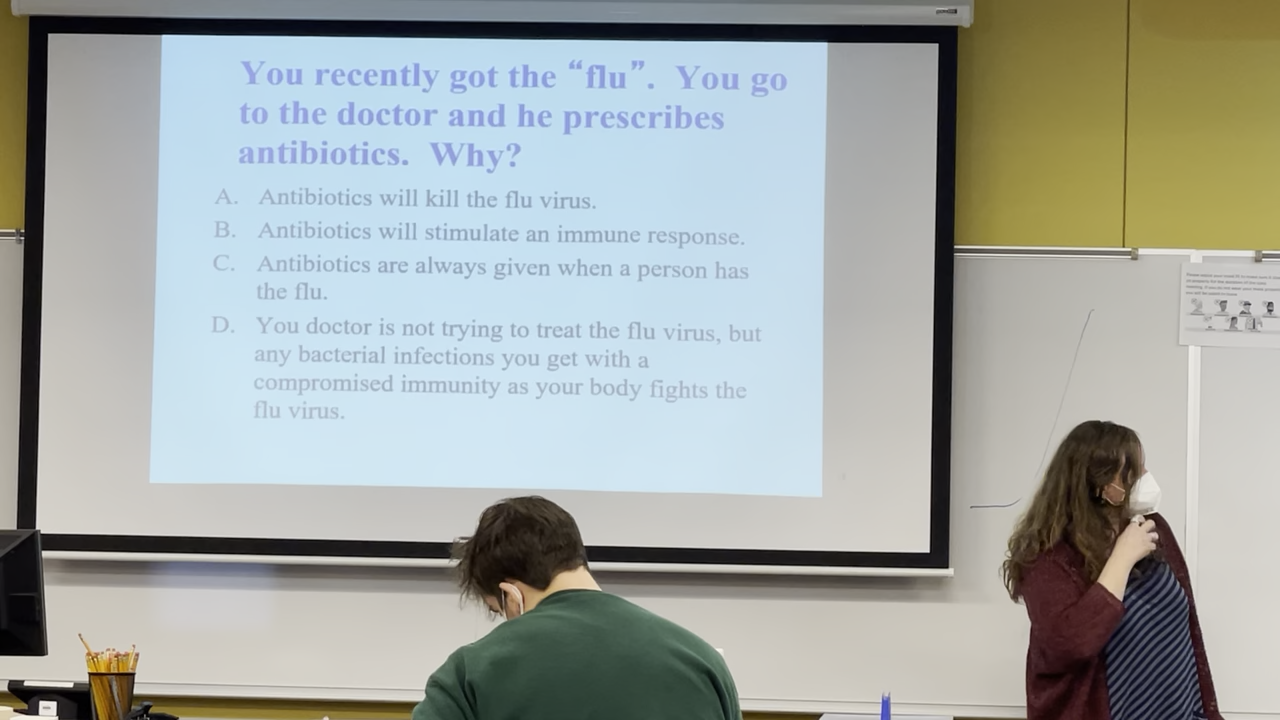 You recently got the “flu”. You go
to the doctor and he prescribes
antibiotics. Why?
A. Antibiotics will kill the flu virus.
B. Antibiotics will stimulate an immune response.
C. Antibiotics are always given when a person has
the flu.
D. You doctor is not trying to treat the flu virus, but
any bacterial infections you get with a
compromised immunity as your body fights the
flu virus.